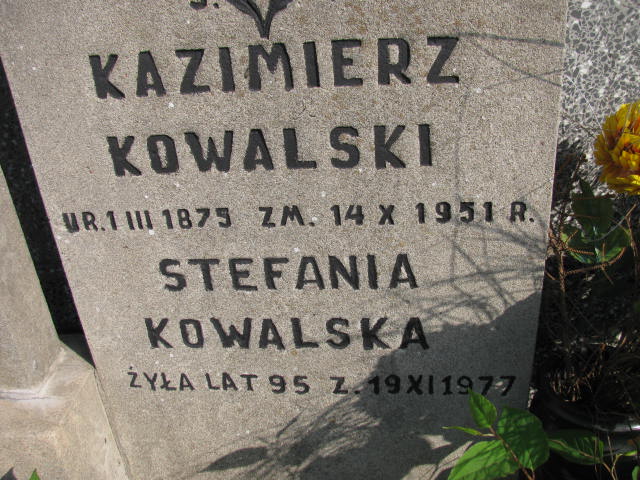 KAZIMIERZ
KOWALSKI
UR. 1 III 1875 ZM. 14 X 1951 R.
STEFANIA
KOWALSKA
ŻYŁA LAT 95 Z. 19 XI 1977